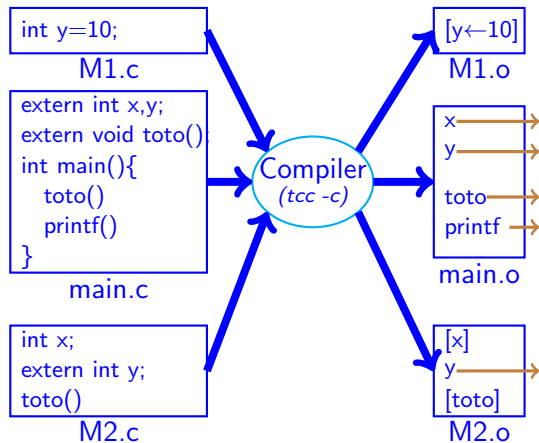 int y=10;
M1.c
extern int x,y;
extern void toto();
int main(){
toto()
printf()
}
main.c
int x;
extern int y;
toto()
M2.c
Compiler
(tcc -c)
[y←10]
M1.o
x
y
toto
printf
main.o
[x]
y
[toto]
M2.o